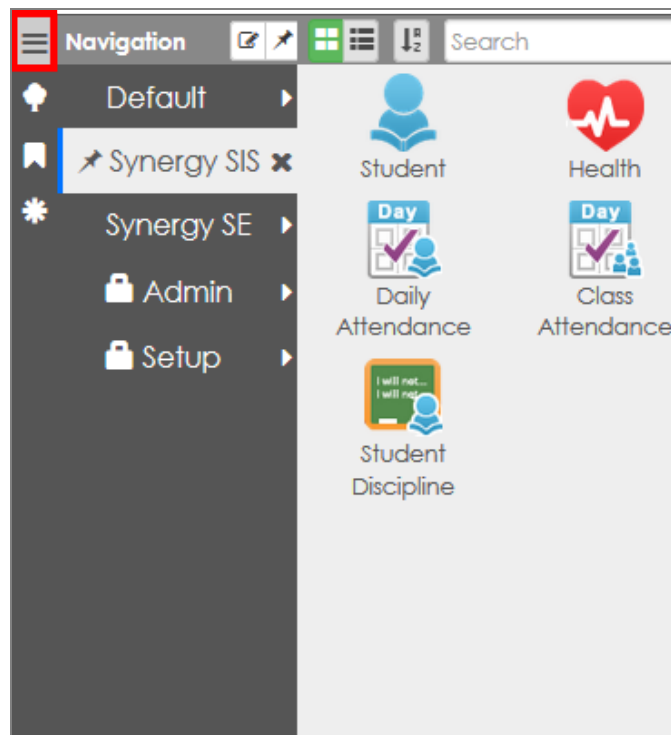 Navigation
Search
Default
Synergy SIS
Synergy SE
Admin
Setup
Student
Health
Day
Daily
Attendance
Day
Class
Attendance
I will not...
I will not...
Student
Discipline